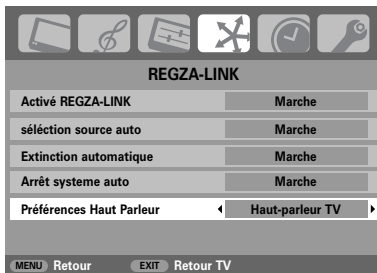 REGZA-LINK
Activé REGZA-LINK Marche
séléction source auto Marche
Extinction automatique Marche
Arrêt systeme auto Marche
Préférences Haut Parleur Haut-parleur TV
MENU Retour EXIT Retour TV